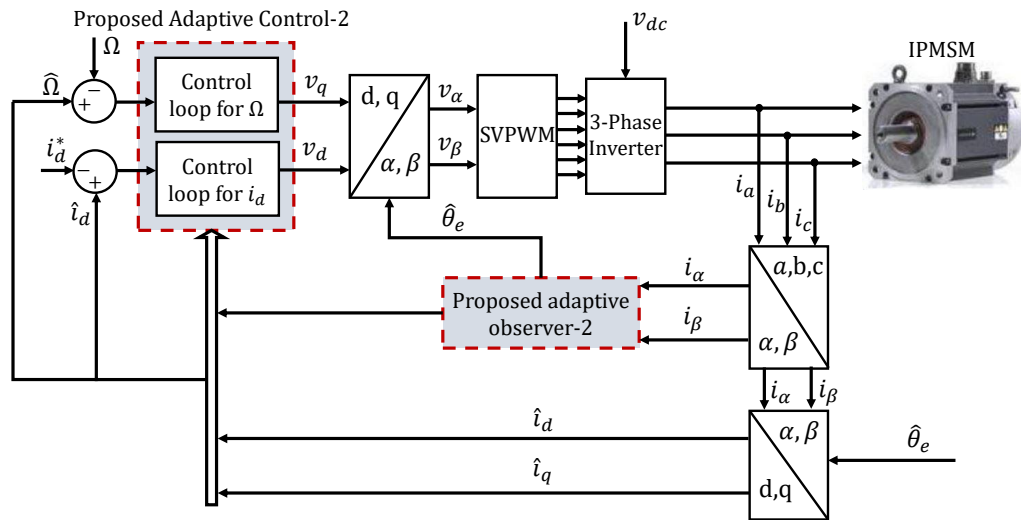 Proposed Adaptive Control-2
Ω
Ω̂
+
−
Control
loop for Ω
v_q
d, q
α, β
v_α
v_β
SVPWM
v_dc
3-Phase
Inverter
IPMSM
i_d^*
−
+
î_d
Control
loop for i_d
v_d
θ̂_e
i_a
i_b
i_c
Proposed adaptive
observer-2
i_α
i_β
a,b,c
α, β
i_α
i_β
î_d
î_q
α, β
d,q
θ̂_e